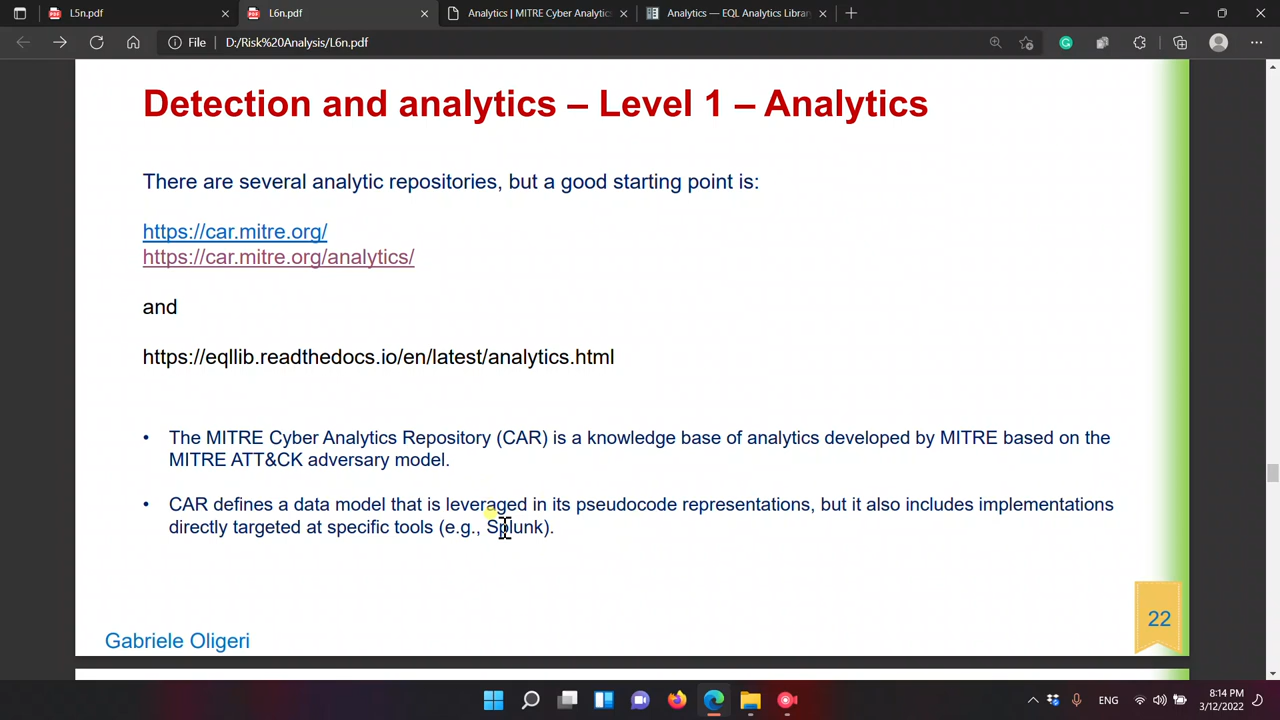 L5n.pdf
L6n.pdf
Analytics | MITRE Cyber Analytic
Analytics — EQL Analytics Librar
File
D:/Risk%20Analysis/L6n.pdf
Detection and analytics – Level 1 – Analytics
There are several analytic repositories, but a good starting point is:
https://car.mitre.org/
https://car.mitre.org/analytics/
and
https://eqllib.readthedocs.io/en/latest/analytics.html
• The MITRE Cyber Analytics Repository (CAR) is a knowledge base of analytics developed by MITRE based on the
MITRE ATT&CK adversary model.
• CAR defines a data model that is leveraged in its pseudocode representations, but it also includes implementations
directly targeted at specific tools (e.g., Splunk).
22
Gabriele Oligeri
ENG
8:14 PM
3/12/2022